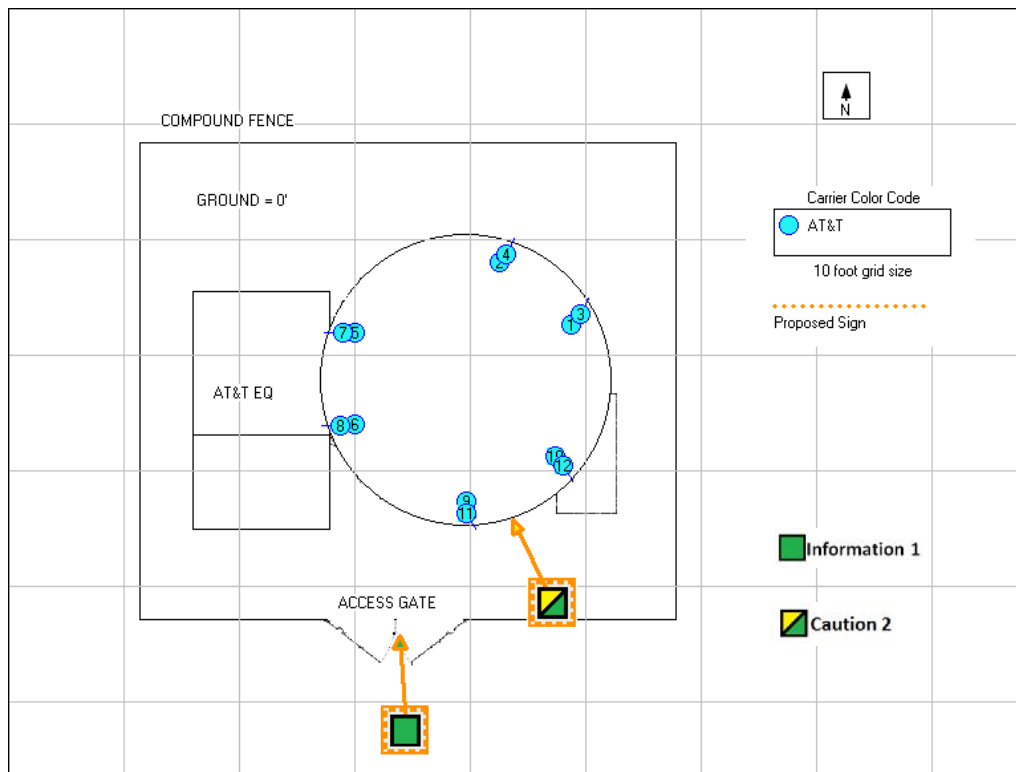 N
COMPOUND FENCE
GROUND = 0'
Carrier Color Code
AT&T
10 foot grid size
Proposed Sign
2
4
1
3
7
5
AT&T EQ
8
6
10
12
9
11
Information 1
ACCESS GATE
Caution 2